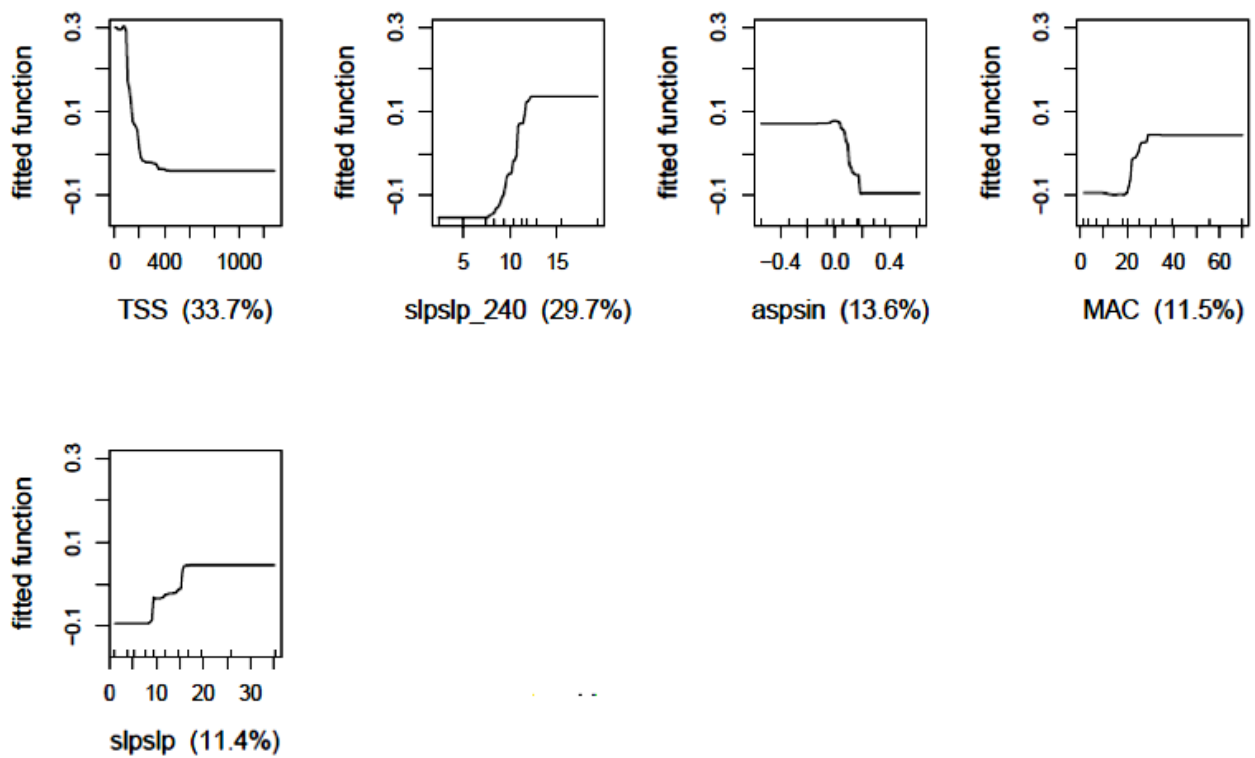 fitted function
0.3
0.1
−0.1
0 400 1000
TSS (33.7%)
fitted function
0.3
0.1
−0.1
5 10 15
slpslp_240 (29.7%)
fitted function
0.3
0.1
−0.1
−0.4 0.0 0.4
aspsin (13.6%)
fitted function
0.3
0.1
−0.1
0 20 40 60
MAC (11.5%)
fitted function
0.3
0.1
−0.1
0 10 20 30
slpslp (11.4%)